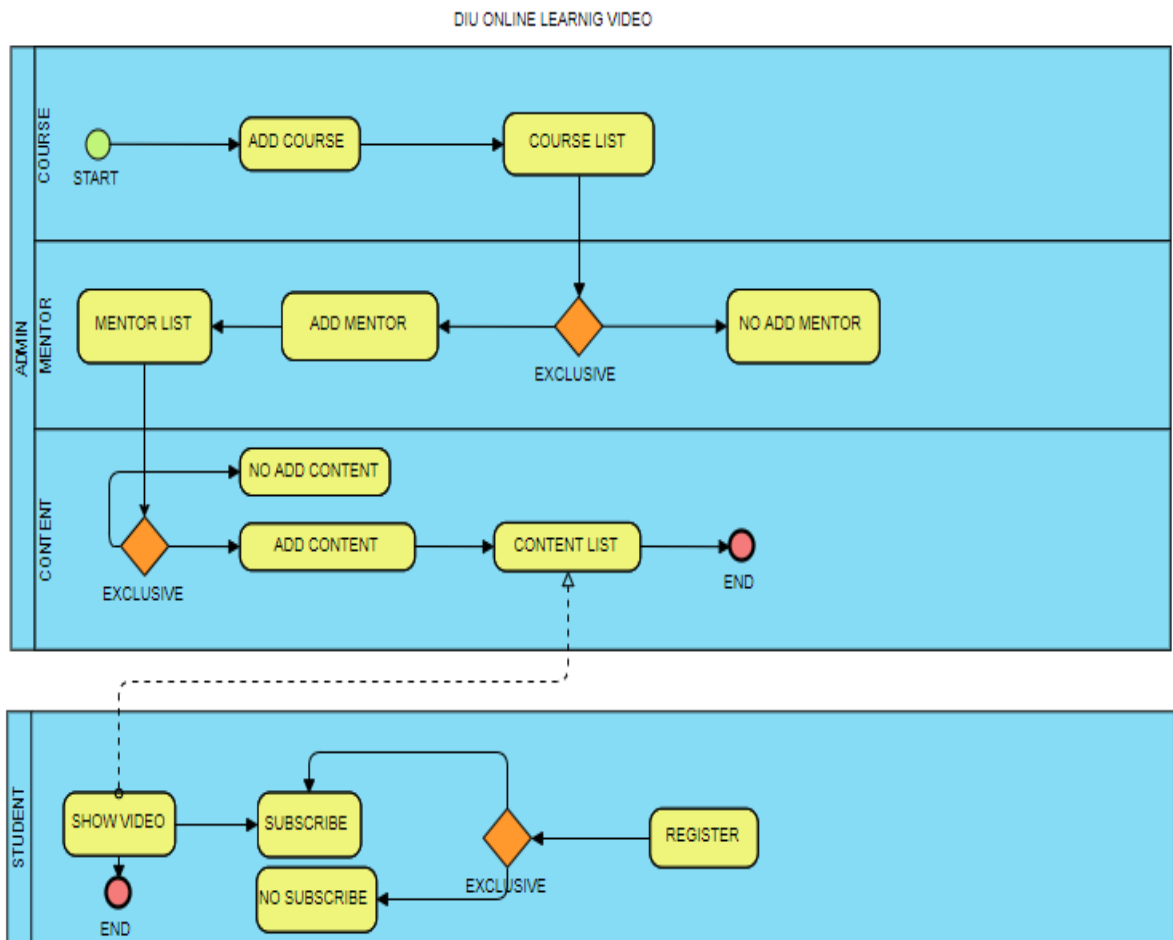 DIU ONLINE LEARNIG VIDEO
ADMIN
COURSE
START
ADD COURSE
COURSE LIST
MENTOR
MENTOR LIST
ADD MENTOR
EXCLUSIVE
NO ADD MENTOR
CONTENT
NO ADD CONTENT
EXCLUSIVE
ADD CONTENT
CONTENT LIST
END
STUDENT
SHOW VIDEO
SUBSCRIBE
REGISTER
EXCLUSIVE
NO SUBSCRIBE
END